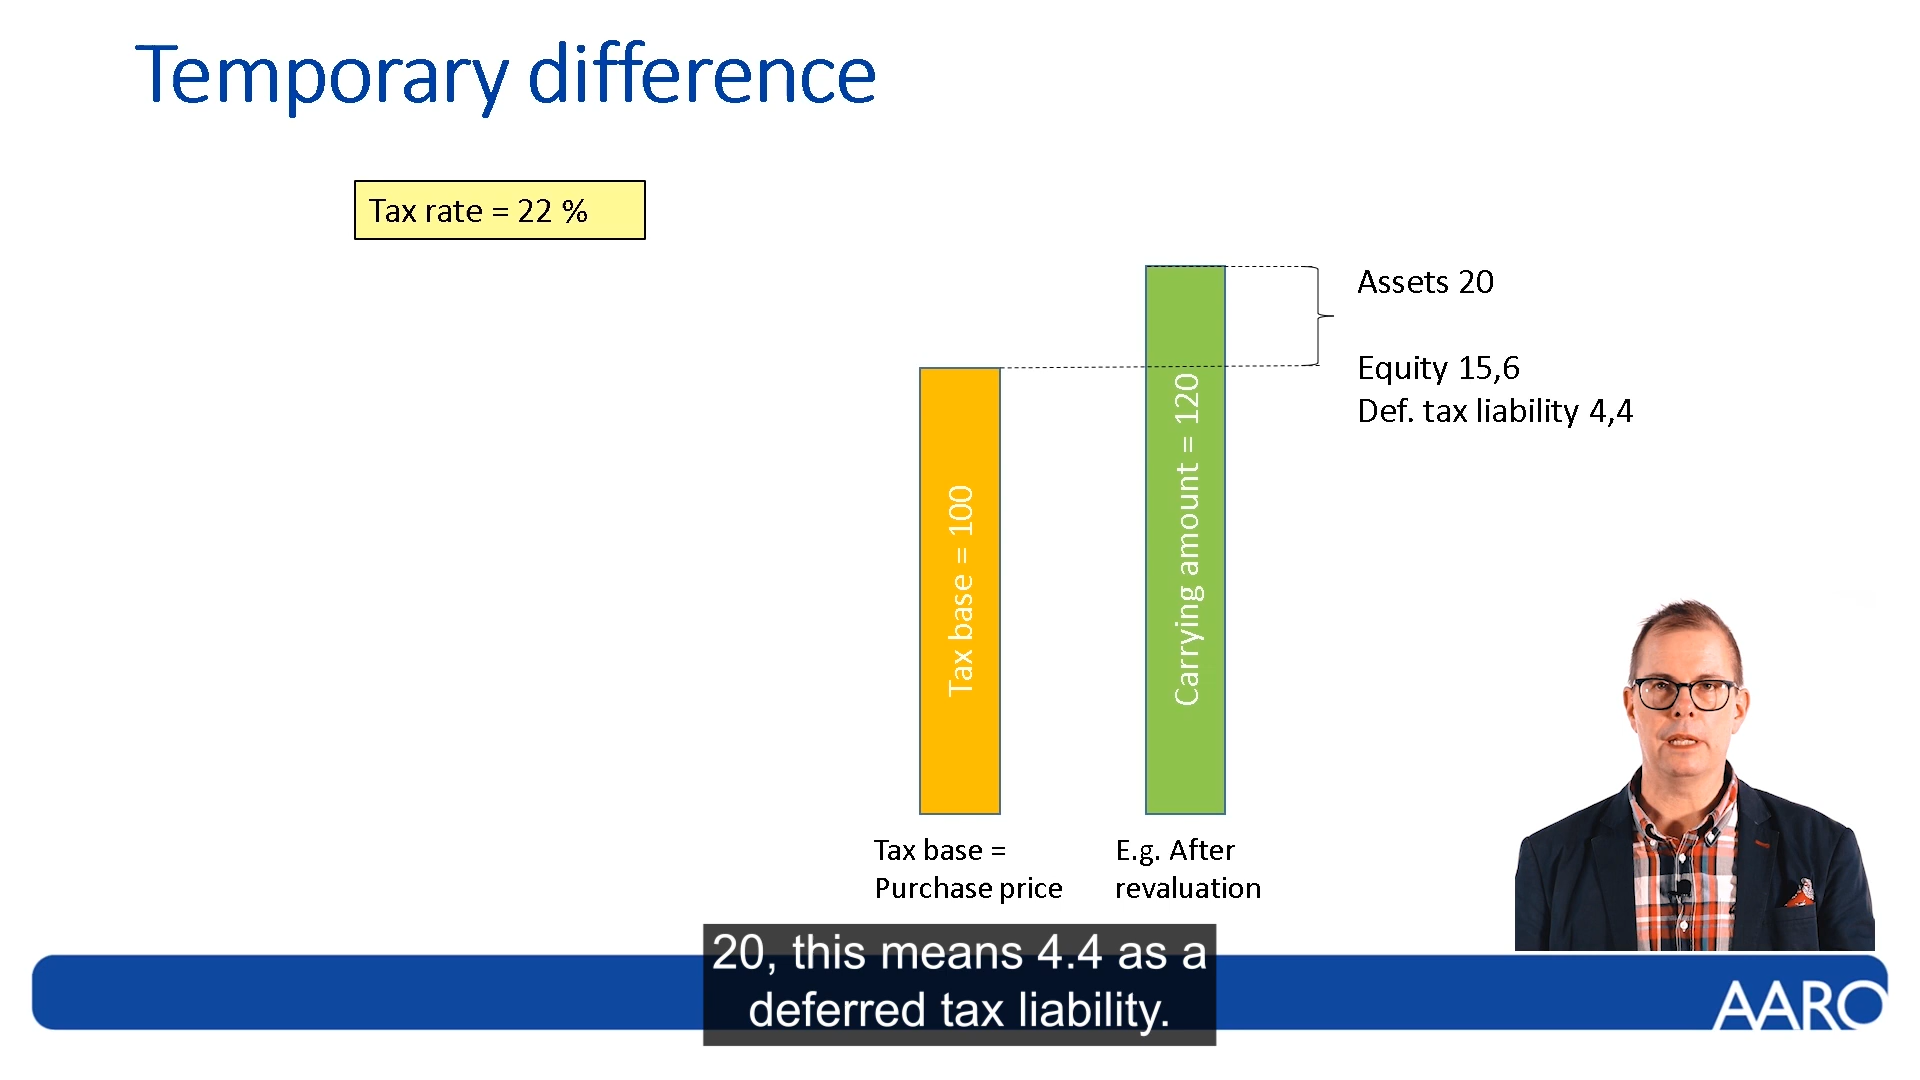 Temporary difference
Tax rate = 22 %
Assets 20
Equity 15,6
Def. tax liability 4,4
Tax base = 100
Carrying amount = 120
Tax base =
Purchase price
E.g. After
revaluation
20, this means 4.4 as a
deferred tax liability.
AARO